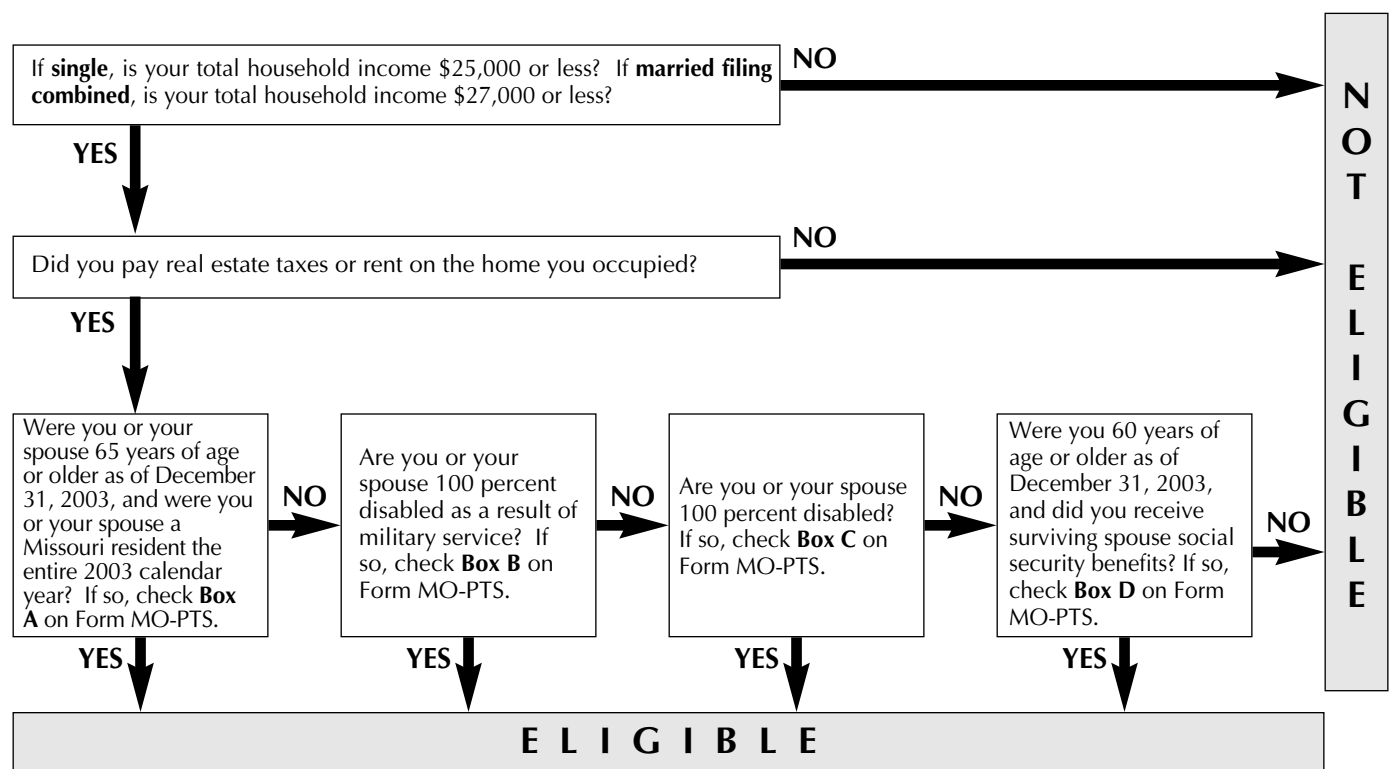 If single, is your total household income $25,000 or less? If married filing
combined, is your total household income $27,000 or less?
NO
YES
Did you pay real estate taxes or rent on the home you occupied?
NO
YES
Were you or your
spouse 65 years of age
or older as of December
31, 2003, and were you
or your spouse a
Missouri resident the
entire 2003 calendar
year? If so, check Box
A on Form MO-PTS.
NO
YES
Are you or your
spouse 100 percent
disabled as a result of
military service? If
so, check Box B on
Form MO-PTS.
NO
YES
Are you or your spouse
100 percent disabled?
If so, check Box C on
Form MO-PTS.
NO
YES
Were you 60 years of
age or older as of
December 31, 2003,
and did you receive
surviving spouse social
security benefits? If so,
check Box D on Form
MO-PTS.
NO
YES
NOT ELIGIBLE
ELIGIBLE